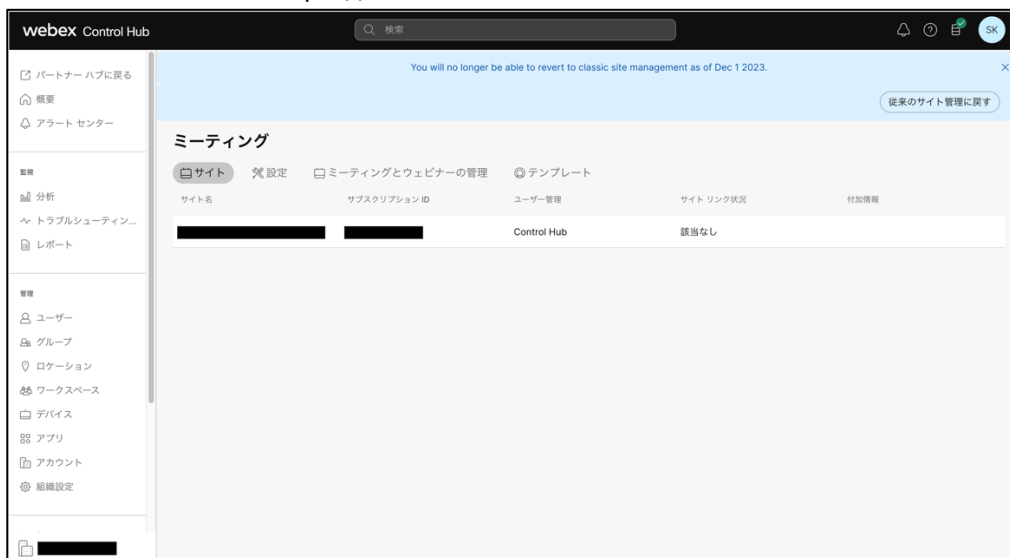 webex Control Hub
検索
SK
パートナー ハブに戻る
概要
アラート センター
監視
分析
トラブルシューティン...
レポート
管理
ユーザー
グループ
ロケーション
ワークスペース
デバイス
アプリ
アカウント
組織設定
You will no longer be able to revert to classic site management as of Dec 1 2023.
従来のサイト管理に戻す
ミーティング
サイト 設定 ミーティングとウェビナーの管理 テンプレート
サイト名 サブスクリプション ID ユーザー管理 サイト リンク状況 付加情報
Control Hub 該当なし